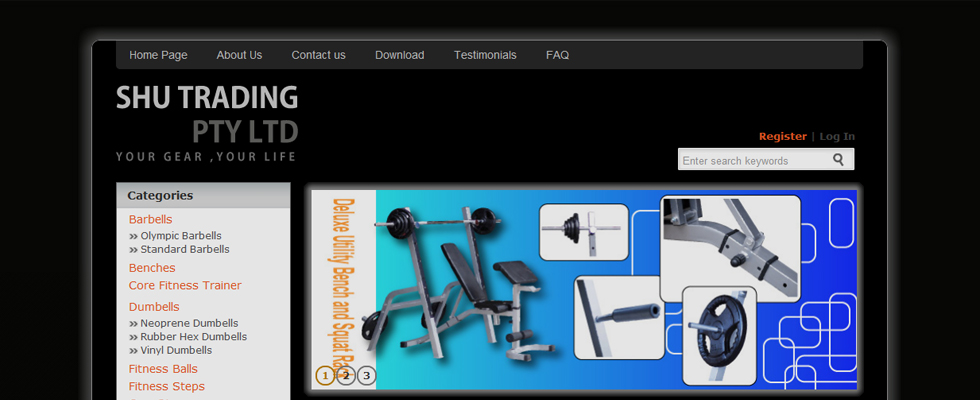 Home Page About Us Contact us Download Testimonials FAQ
SHU TRADING
PTY LTD
YOUR GEAR ,YOUR LIFE
Register | Log In
Enter search keywords
Categories
Barbells
Olympic Barbells
Standard Barbells
Benches
Core Fitness Trainer
Dumbells
Neoprene Dumbells
Rubber Hex Dumbells
Vinyl Dumbells
Fitness Balls
Fitness Steps
Deluxe Utility Bench and Squat
1 2 3